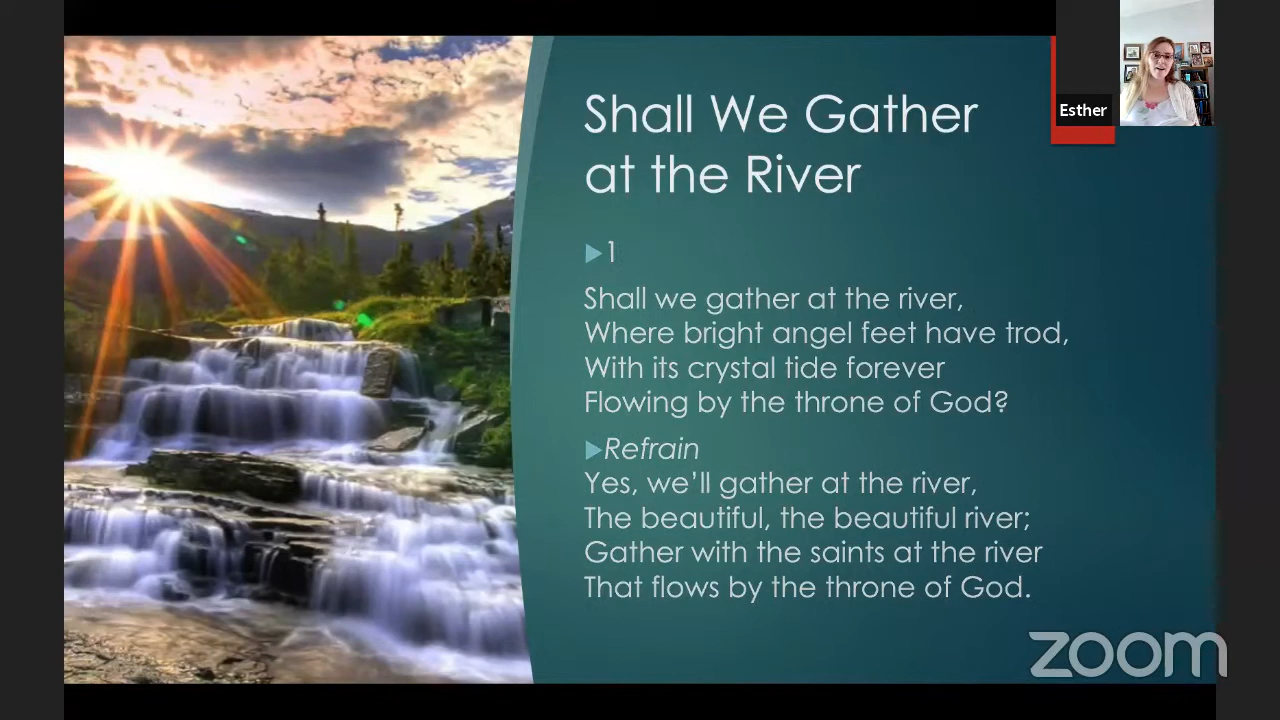 Shall We Gather
at the River
Esther
1
Shall we gather at the river,
Where bright angel feet have trod,
With its crystal tide forever
Flowing by the throne of God?
Refrain
Yes, we’ll gather at the river,
The beautiful, the beautiful river;
Gather with the saints at the river
That flows by the throne of God.
zoom